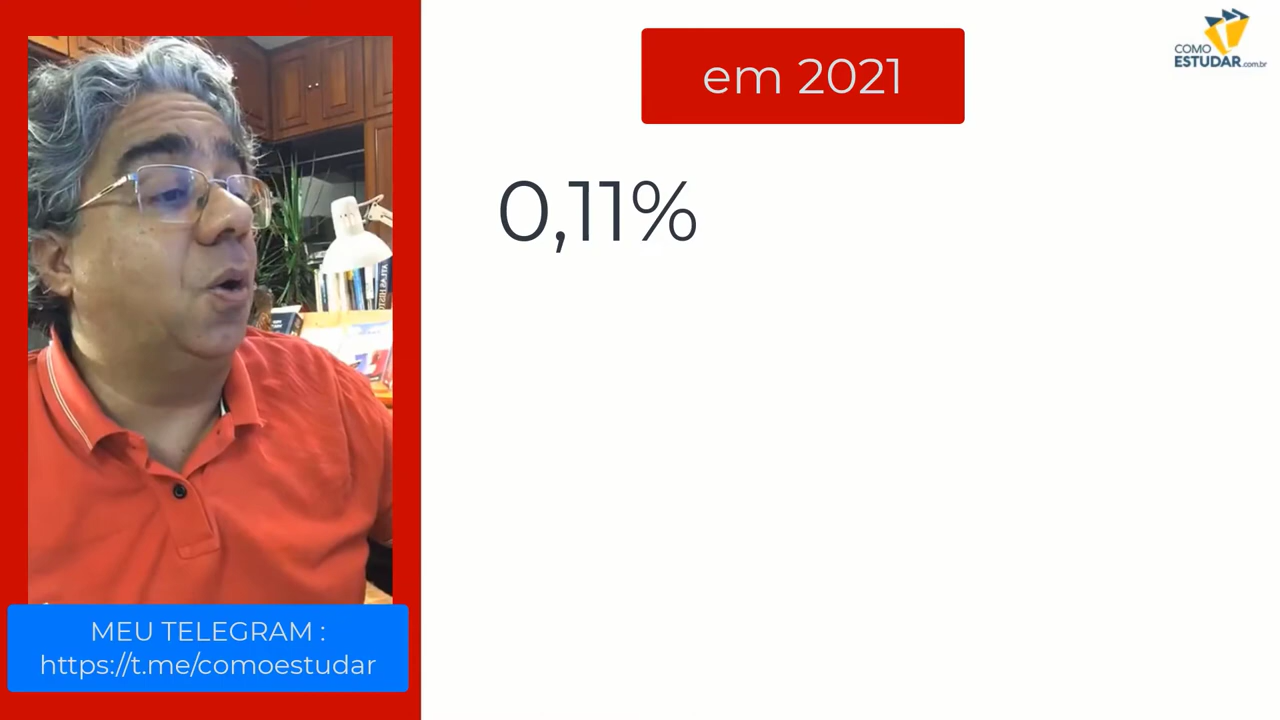 em 2021
COMO
ESTUDAR.com.br
0,11%
MEU TELEGRAM :
https://t.me/comoestudar